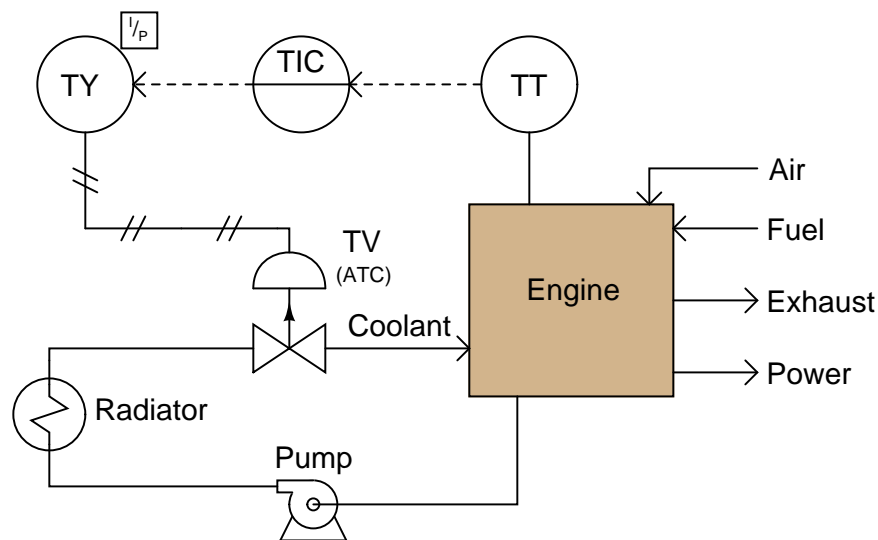 I/P
TY
TIC
TT
Air
Fuel
TV
(ATC)
Engine
Exhaust
Coolant
Power
Radiator
Pump